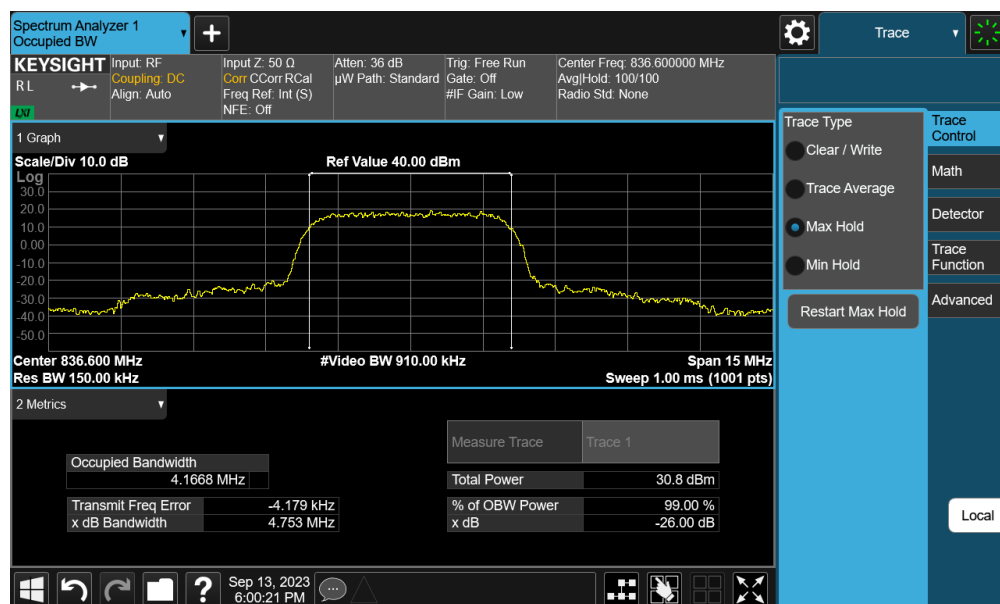 Spectrum Analyzer 1
Occupied BW
+
Trace
KEYSIGHT
R L
LXI
Input: RF
Coupling: DC
Align: Auto
Input Z: 50 Ω
Corr CCorr RCal
Freq Ref: Int (S)
NFE: Off
Atten: 36 dB
µW Path: Standard
Trig: Free Run
Gate: Off
#IF Gain: Low
Center Freq: 836.600000 MHz
Avg|Hold: 100/100
Radio Std: None
1 Graph
Scale/Div 10.0 dB
Ref Value 40.00 dBm
Log
30.0
20.0
10.0
0.00
-10.0
-20.0
-30.0
-40.0
-50.0
Center 836.600 MHz
#Video BW 910.00 kHz
Span 15 MHz
Res BW 150.00 kHz
Sweep 1.00 ms (1001 pts)
2 Metrics
Measure Trace
Trace 1
Occupied Bandwidth
4.1668 MHz
Total Power
30.8 dBm
Transmit Freq Error
-4.179 kHz
% of OBW Power
99.00 %
x dB Bandwidth
4.753 MHz
x dB
-26.00 dB
Trace Type
Clear / Write
Trace Average
Max Hold
Min Hold
Restart Max Hold
Trace
Control
Math
Detector
Trace
Function
Advanced
Local
?
Sep 13, 2023
6:00:21 PM